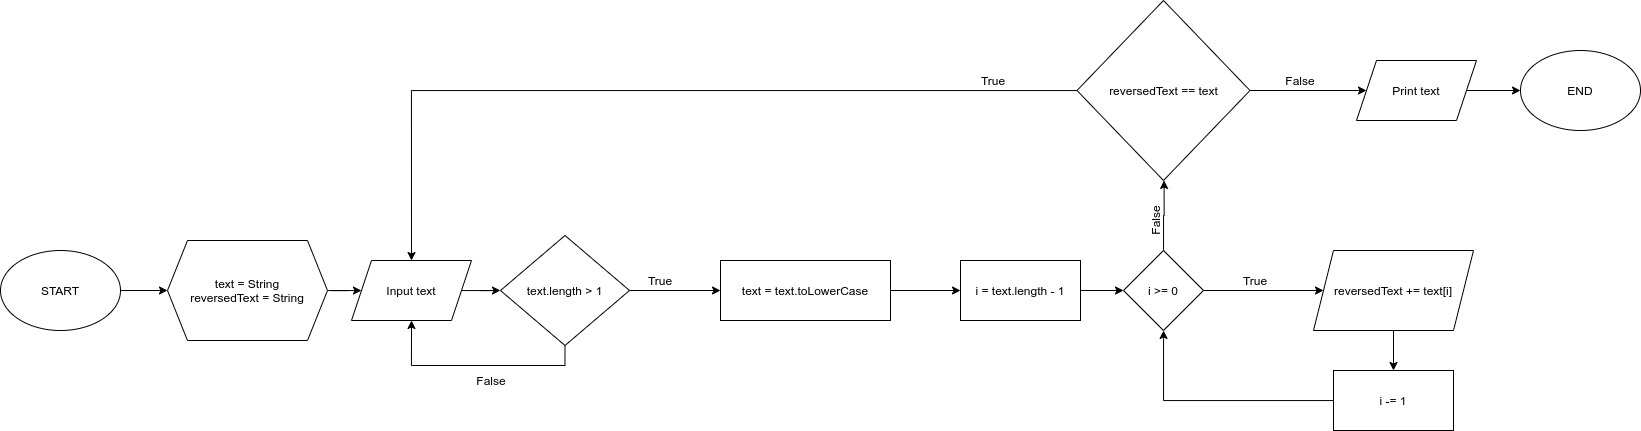 START
text = String
reversedText = String
Input text
text.length > 1
False
True
text = text.toLowerCase
i = text.length - 1
i >= 0
True
reversedText += text[i]
i -= 1
False
reversedText == text
True
False
Print text
END